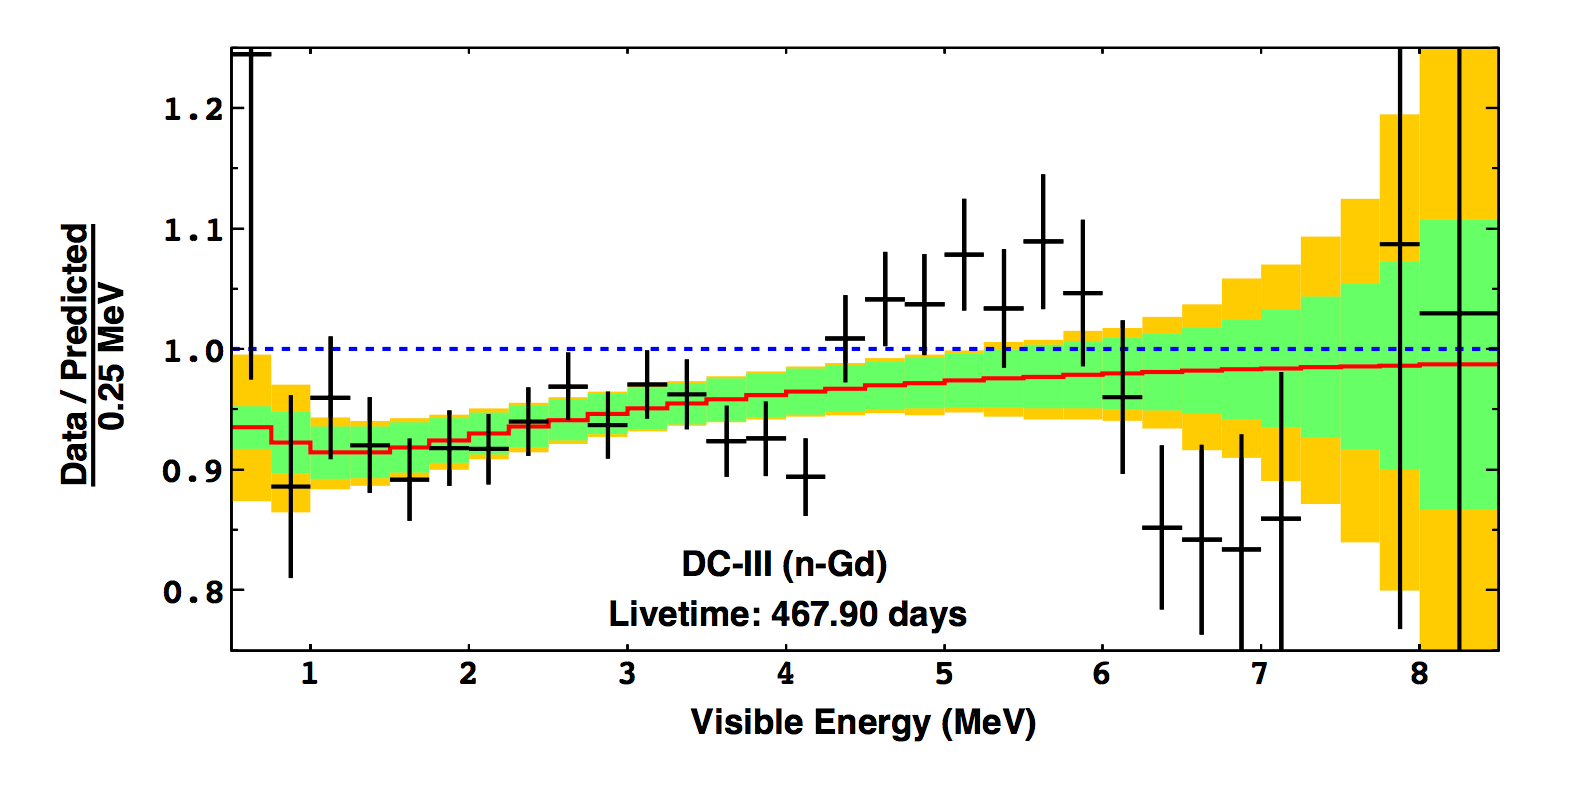 1.2
1.1
1.0
0.9
0.8
Data / Predicted
0.25 MeV
DC-III (n-Gd)
Livetime: 467.90 days
1 2 3 4 5 6 7 8
Visible Energy (MeV)